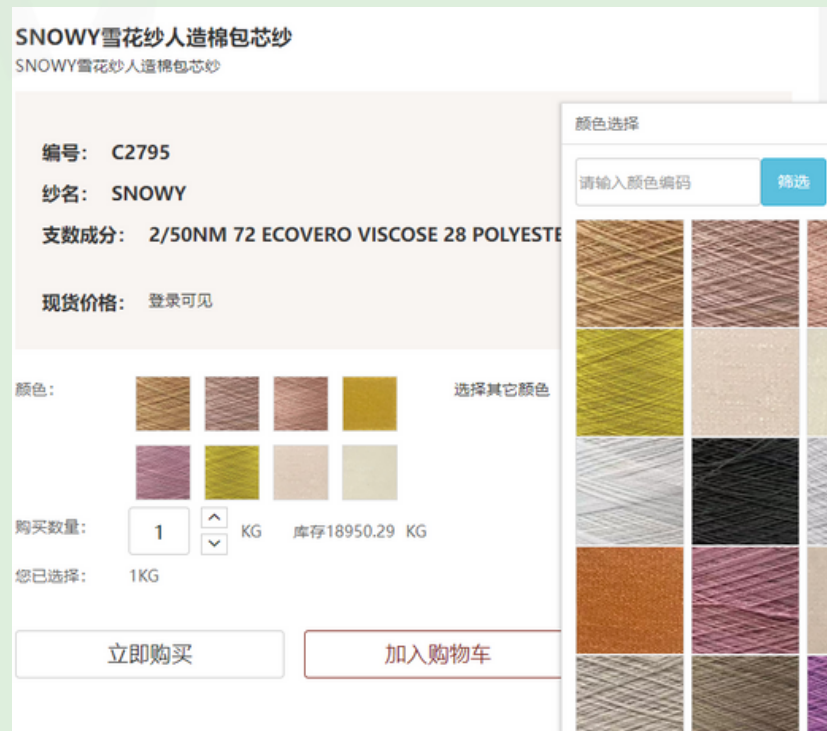 SNOWY雪花纱人造棉包芯纱
SNOWY雪花纱人造棉包芯纱
编号： C2795
纱名： SNOWY
支数成分： 2/50NM 72 ECOVERO VISCOSE 28 POLYESTE
现货价格： 登录可见
颜色选择
请输入颜色编码 筛选
颜色： 选择其它颜色
购买数量： 1 KG 库存18950.29 KG
您已选择： 1KG
立即购买 加入购物车